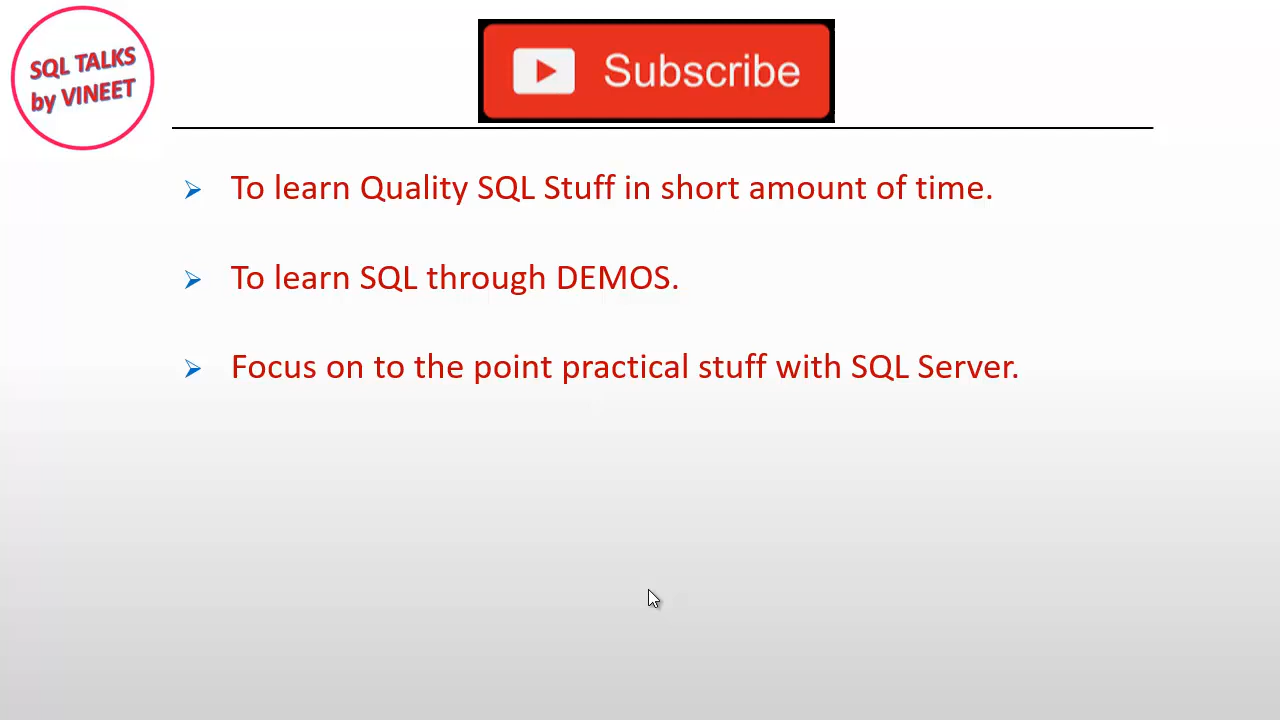 SQL TALKS
by VINEET
Subscribe
To learn Quality SQL Stuff in short amount of time.
To learn SQL through DEMOS.
Focus on to the point practical stuff with SQL Server.